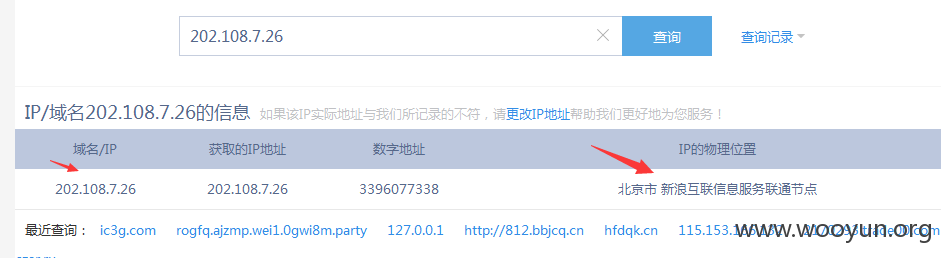 202.108.7.26 查询 查询记录
IP/域名202.108.7.26的信息 如果该IP实际地址与我们所记录的不符，请更改IP地址帮助我们更好地为您服务！
域名/IP 获取的IP地址 数字地址 IP的物理位置
202.108.7.26 202.108.7.26 3396077338 北京市 新浪互联信息服务联通节点
最近查询： ic3g.com rogfq.ajzmp.wei1.0gwi8m.party 127.0.0.1 http://812.bbjcq.cn hfdqk.cn
www.wooyun.org